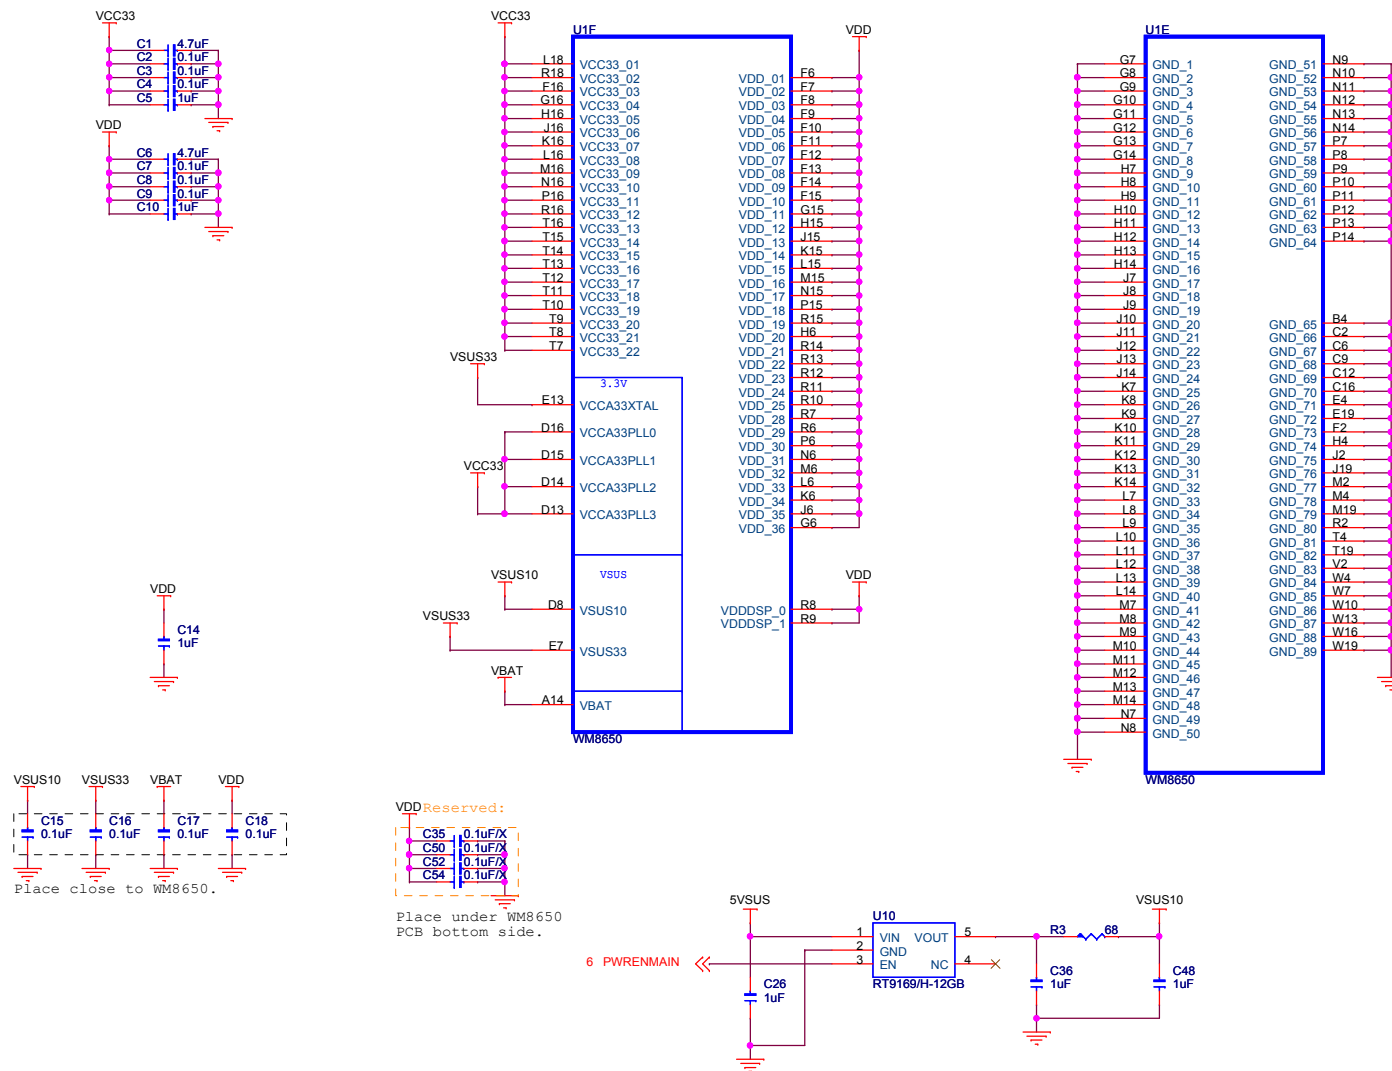 VCC33
C1 4.7uF
C2 0.1uF
C3 0.1uF
C4 0.1uF
C5 1uF
VDD
C6 4.7uF
C7 0.1uF
C8 0.1uF
C9 0.1uF
C10 1uF
VDD
C14
1uF
VSUS10 VSUS33 VBAT VDD
C15 C16 C17 C18
0.1uF 0.1uF 0.1uF 0.1uF
Place close to WM8650.
VCC33
U1F
L18 VCC33_01
R18 VCC33_02
F16 VCC33_03
G16 VCC33_04
H16 VCC33_05
J16 VCC33_06
K16 VCC33_07
L16 VCC33_08
M16 VCC33_09
N16 VCC33_10
P16 VCC33_11
R16 VCC33_12
T16 VCC33_13
T15 VCC33_14
T14 VCC33_15
T13 VCC33_16
T12 VCC33_17
T11 VCC33_18
T10 VCC33_19
T9 VCC33_20
T8 VCC33_21
T7 VCC33_22
VSUS33
3.3V
E13 VCCA33XTAL
D16 VCCA33PLL0
D15 VCCA33PLL1
VCC33
D14 VCCA33PLL2
D13 VCCA33PLL3
VSUS10
VSUS
D8 VSUS10
VSUS33
E7 VSUS33
VBAT
A14 VBAT
WM8650
VDD
VDD_01 F6
VDD_02 F7
VDD_03 F8
VDD_04 F9
VDD_05 F10
VDD_06 F11
VDD_07 F12
VDD_08 F13
VDD_09 F14
VDD_10 F15
VDD_11 G15
VDD_12 H15
VDD_13 J15
VDD_14 K15
VDD_15 L15
VDD_16 M15
VDD_17 N15
VDD_18 P15
VDD_19 R15
VDD_20 H6
VDD_21 R14
VDD_22 R13
VDD_23 R12
VDD_24 R11
VDD_25 R10
VDD_28 R7
VDD_29 R6
VDD_30 P6
VDD_31 N6
VDD_32 M6
VDD_33 L6
VDD_34 K6
VDD_35 J6
VDD_36 G6
VDD
VDDDSP_0 R8
VDDDSP_1 R9
U1E
G7 GND_1
G8 GND_2
G9 GND_3
G10 GND_4
G11 GND_5
G12 GND_6
G13 GND_7
G14 GND_8
H7 GND_9
H8 GND_10
H9 GND_11
H10 GND_12
H11 GND_13
H12 GND_14
H13 GND_15
H14 GND_16
J7 GND_17
J8 GND_18
J9 GND_19
J10 GND_20
J11 GND_21
J12 GND_22
J13 GND_23
J14 GND_24
K7 GND_25
K8 GND_26
K9 GND_27
K10 GND_28
K11 GND_29
K12 GND_30
K13 GND_31
K14 GND_32
L7 GND_33
L8 GND_34
L9 GND_35
L10 GND_36
L11 GND_37
L12 GND_38
L13 GND_39
L14 GND_40
M7 GND_41
M8 GND_42
M9 GND_43
M10 GND_44
M11 GND_45
M12 GND_46
M13 GND_47
M14 GND_48
N7 GND_49
N8 GND_50
WM8650
GND_51 N9
GND_52 N10
GND_53 N11
GND_54 N12
GND_55 N13
GND_56 N14
GND_57 P7
GND_58 P8
GND_59 P9
GND_60 P10
GND_61 P11
GND_62 P12
GND_63 P13
GND_64 P14
GND_65 B4
GND_66 C2
GND_67 C6
GND_68 C9
GND_69 C12
GND_70 C16
GND_71 E4
GND_72 E19
GND_73 F2
GND_74 H4
GND_75 J2
GND_76 J19
GND_77 M2
GND_78 M4
GND_79 M19
GND_80 R2
GND_81 T4
GND_82 T19
GND_83 V2
GND_84 W4
GND_85 W7
GND_86 W10
GND_87 W13
GND_88 W16
GND_89 W19
VDD Reserved:
C35 0.1uF/X
C50 0.1uF/X
C52 0.1uF/X
C54 0.1uF/X
Place under WM8650
PCB bottom side.
5VSUS
U10
1 VIN VOUT 5
2 GND
3 EN NC 4
RT9169/H-12GB
6 PWRENMAIN
C26
1uF
R3 68
VSUS10
C36
1uF
C48
1uF